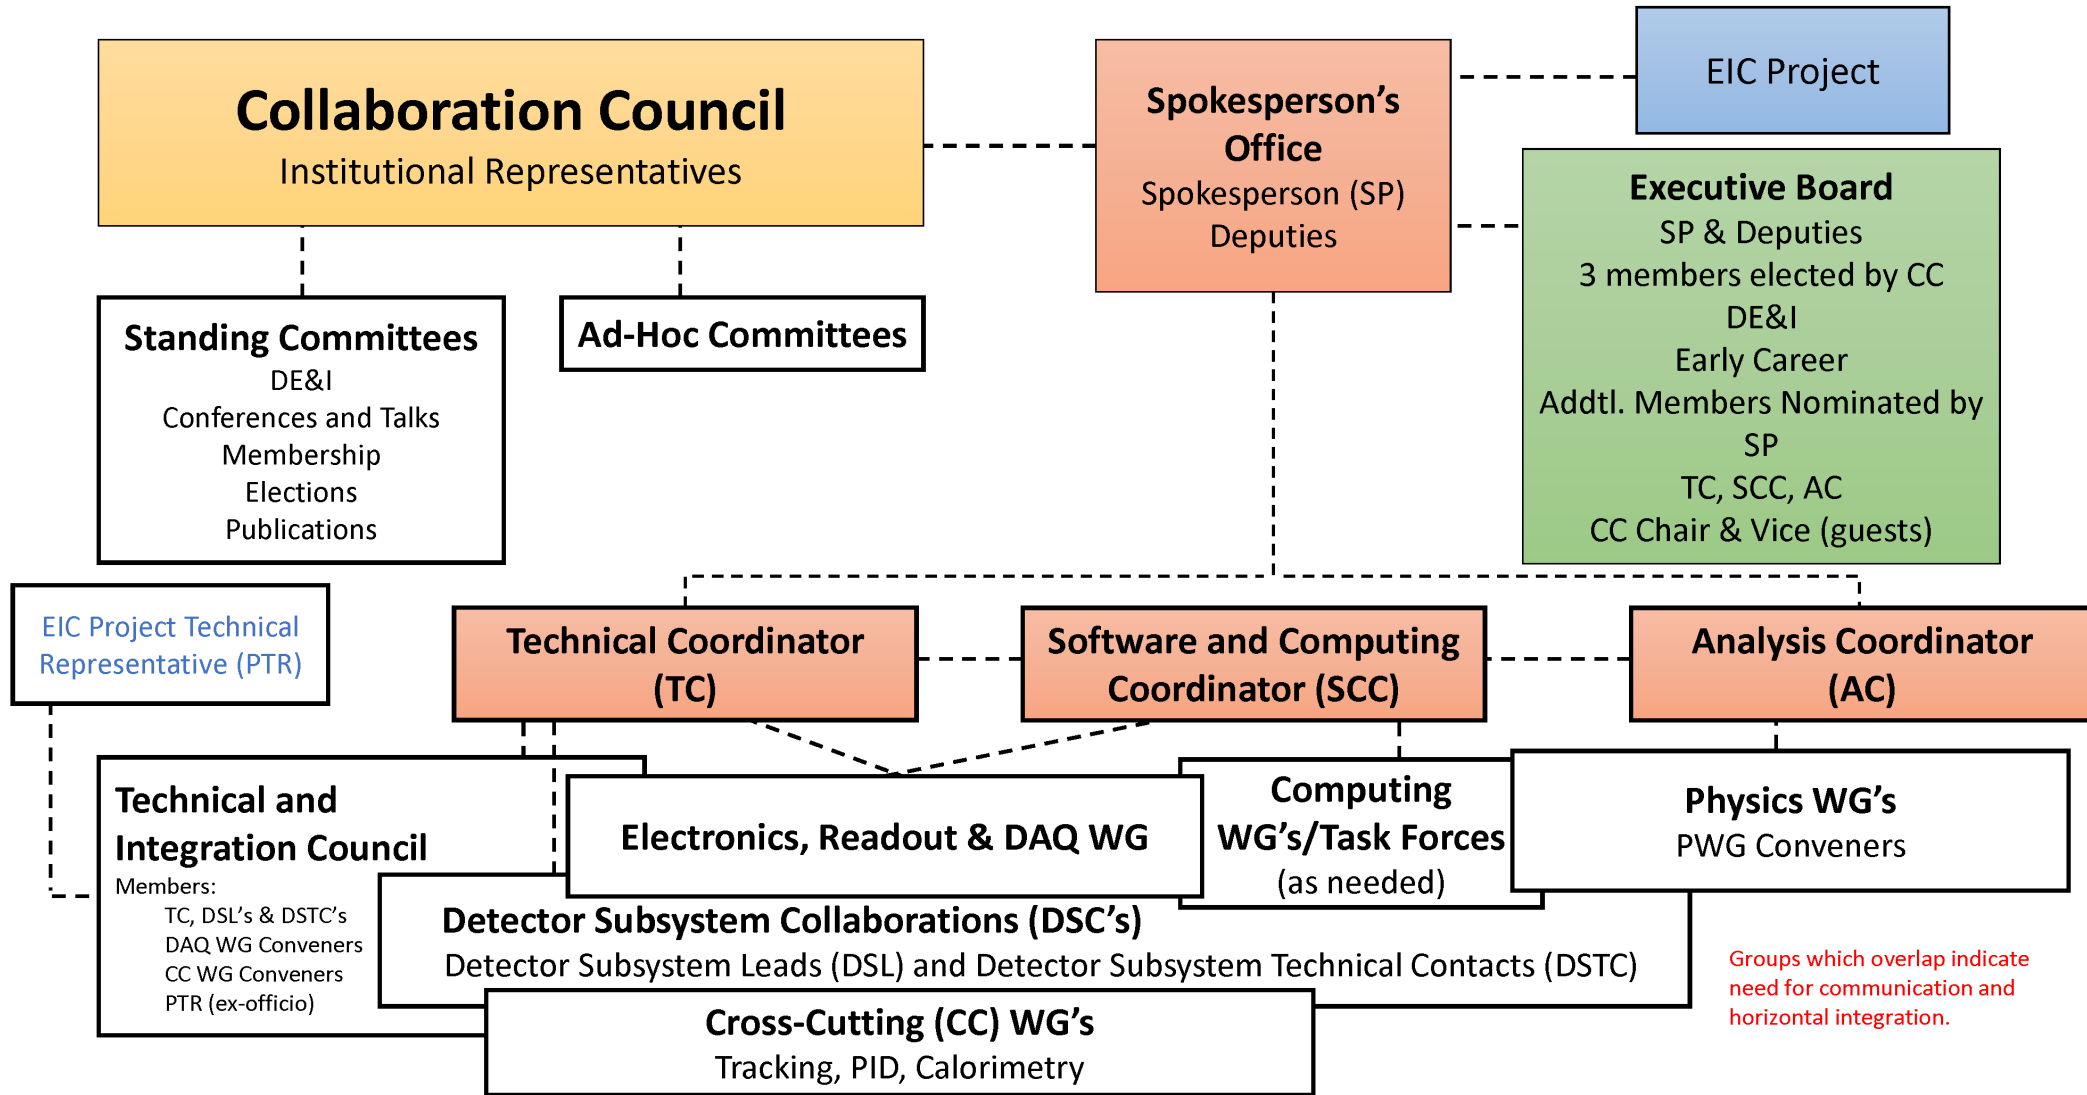 Collaboration Council
Institutional Representatives
Spokesperson’s
Office
Spokesperson (SP)
Deputies
EIC Project
Executive Board
SP & Deputies
3 members elected by CC
DE&I
Early Career
Addtl. Members Nominated by
SP
TC, SCC, AC
CC Chair & Vice (guests)
Standing Committees
DE&I
Conferences and Talks
Membership
Elections
Publications
Ad-Hoc Committees
EIC Project Technical
Representative (PTR)
Technical Coordinator
(TC)
Software and Computing
Coordinator (SCC)
Analysis Coordinator
(AC)
Technical and
Integration Council
Members:
TC, DSL’s & DSTC’s
DAQ WG Conveners
CC WG Conveners
PTR (ex-officio)
Electronics, Readout & DAQ WG
Computing
WG’s/Task Forces
(as needed)
Physics WG’s
PWG Conveners
Detector Subsystem Collaborations (DSC’s)
Detector Subsystem Leads (DSL) and Detector Subsystem Technical Contacts (DSTC)
Cross-Cutting (CC) WG’s
Tracking, PID, Calorimetry
Groups which overlap indicate
need for communication and
horizontal integration.